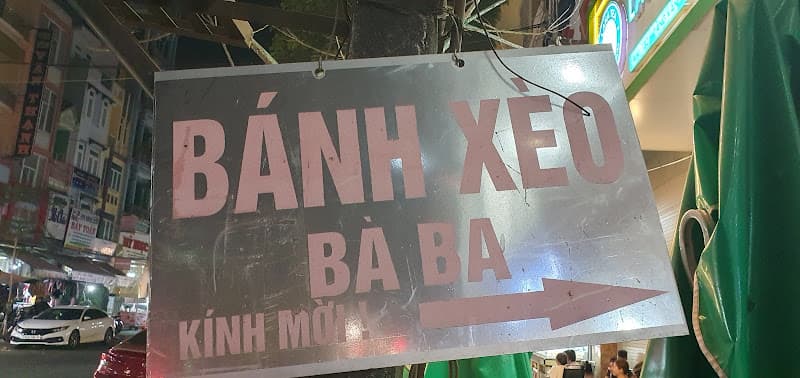 BÁNH XÈO
BÀ BA
KÍNH MỜI !